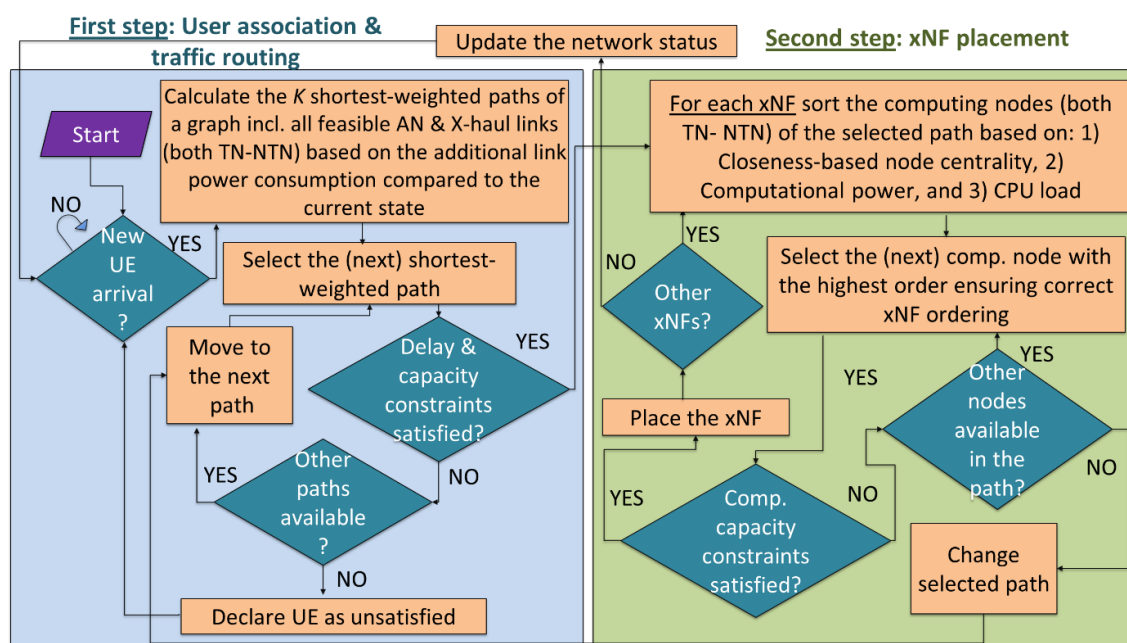 First step: User association &
traffic routing
Update the network status
Second step: xNF placement
Start
Calculate the K shortest-weighted paths of
a graph incl. all feasible AN & X-haul links
(both TN-NTN) based on the additional link
power consumption compared to the
current state
NO
New
UE
arrival
?
YES
Select the (next) shortest-
weighted path
Move to
the next
path
Delay &
capacity
constraints
satisfied?
YES
NO
Other
paths
available
?
YES
NO
Declare UE as unsatisfied
For each xNF sort the computing nodes (both
TN- NTN) of the selected path based on: 1)
Closeness-based node centrality, 2)
Computational power, and 3) CPU load
YES
NO
Other
xNFs?
Select the (next) comp. node with
the highest order ensuring correct
xNF ordering
YES
YES
Other
nodes
available
in the
path?
NO
Place the xNF
YES
NO
Comp.
capacity
constraints
satisfied?
Change
selected path